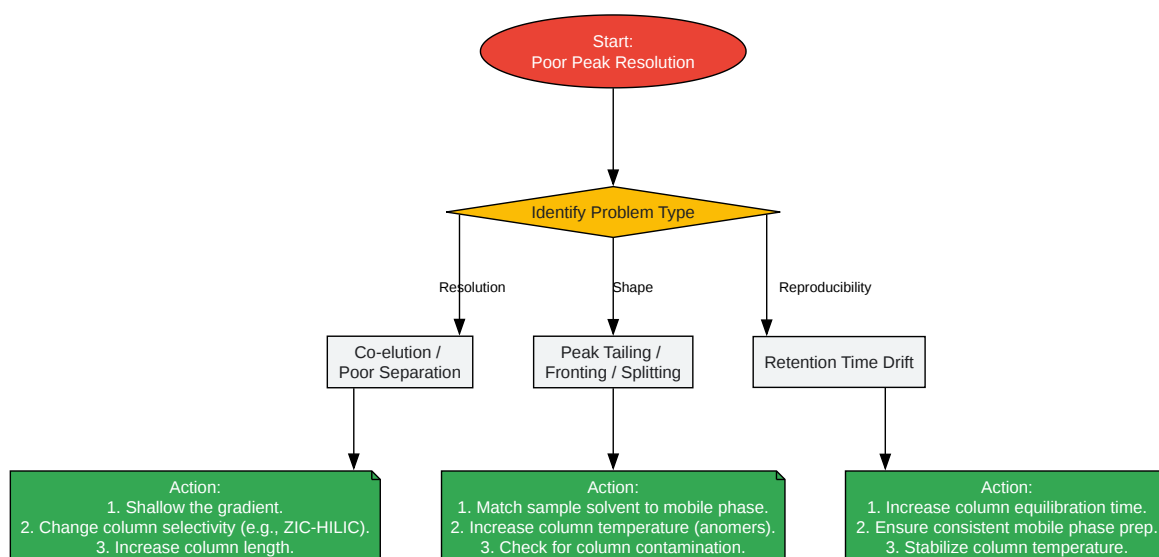 Start:
Poor Peak Resolution
Identify Problem Type
Resolution
Shape
Reproducibility
Co-elution /
Poor Separation
Peak Tailing /
Fronting / Splitting
Retention Time Drift
Action:
1. Shallow the gradient.
2. Change column selectivity (e.g., ZIC-HILIC).
3. Increase column length.
Action:
1. Match sample solvent to mobile phase.
2. Increase column temperature (anomers).
3. Check for column contamination.
Action:
1. Increase column equilibration time.
2. Ensure consistent mobile phase prep.
3. Stabilize column temperature.